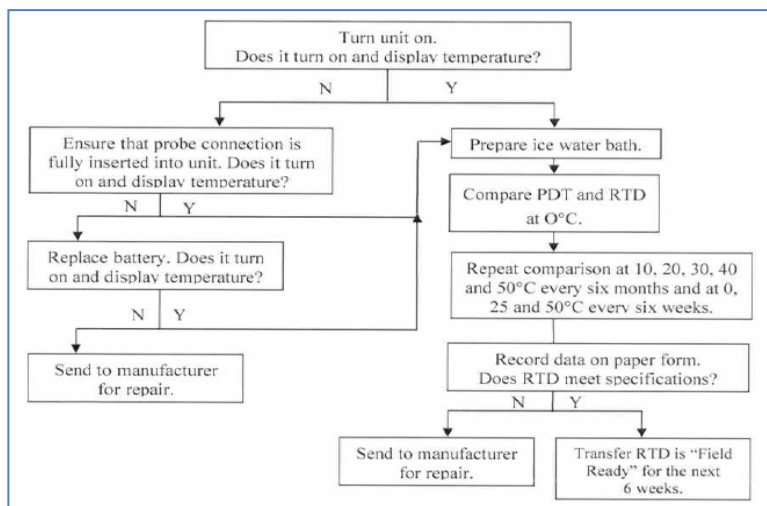 Turn unit on.
Does it turn on and display temperature?
N Y
Ensure that probe connection is
fully inserted into unit. Does it turn
on and display temperature?
N Y
Replace battery. Does it turn
on and display temperature?
N Y
Send to manufacturer
for repair.
Prepare ice water bath.
Compare PDT and RTD
at O°C.
Repeat comparison at 10, 20, 30, 40
and 50°C every six months and at 0,
25 and 50°C every six weeks.
Record data on paper form.
Does RTD meet specifications?
N Y
Send to manufacturer
for repair.
Transfer RTD is “Field
Ready” for the next
6 weeks.